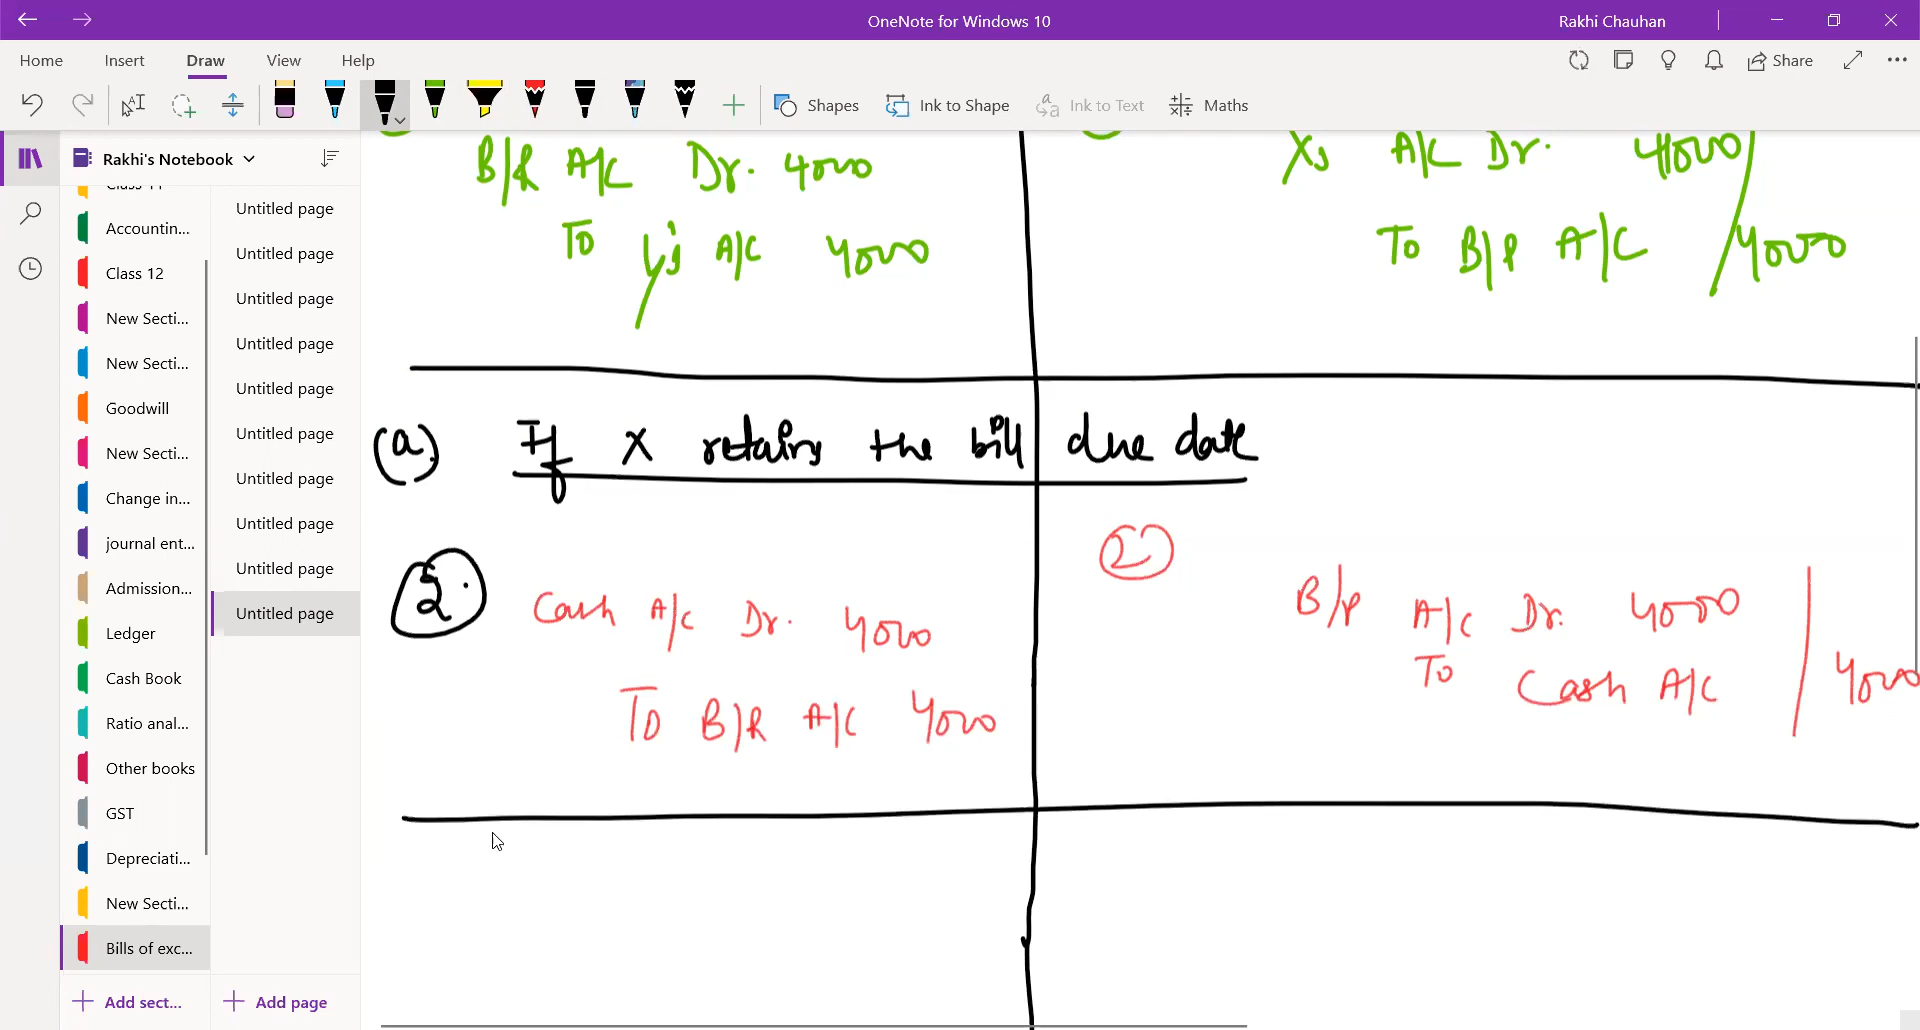 OneNote for Windows 10
Rakhi Chauhan
Home Insert Draw View Help
Share
Shapes Ink to Shape Ink to Text Maths
Rakhi's Notebook
Class 11
Accountin...
Class 12
New Secti...
New Secti...
Goodwill
New Secti...
Change in...
journal ent...
Admission...
Ledger
Cash Book
Ratio anal...
Other books
GST
Depreciati...
New Secti...
Bills of exc...
Add sect...
Untitled page
Untitled page
Untitled page
Untitled page
Untitled page
Untitled page
Untitled page
Untitled page
Untitled page
Untitled page
Add page
B/R A/C Dr. 4000
To Y's A/C 4000
Xs A/C Dr. 4000
To B/P A/C 4000
(a) If X retains the bill due date
2.
Cash A/C Dr. 4000
To B/R A/C 4000
2
B/P A/C Dr. 4000
To Cash A/C 4000